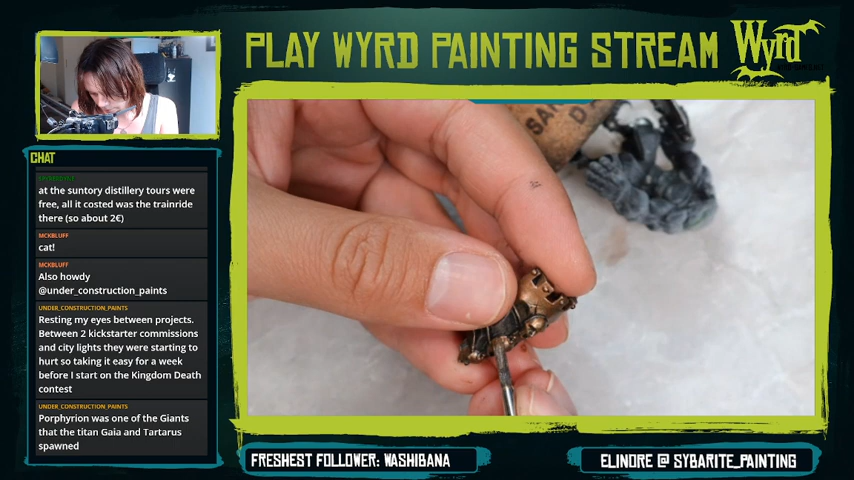 PLAY WYRD PAINTING STREAM
Wyrd
CHAT
at the suntory distillery tours were
free, all it costed was the trainride
there (so about 2€)
MCKBLUFF
cat!
MCKBLUFF
Also howdy
@under_construction_paints
UNDER_CONSTRUCTION_PAINTS
Resting my eyes between projects.
Between 2 kickstarter commissions
and city lights they were starting to
hurt so taking it easy for a week
before I start on the Kingdom Death
contest
UNDER_CONSTRUCTION_PAINTS
Porphyrion was one of the Giants
that the titan Gaia and Tartarus
spawned
FRESHEST FOLLOWER: WASHIBANA
ELINORE @ SYBARITE_PAINTING